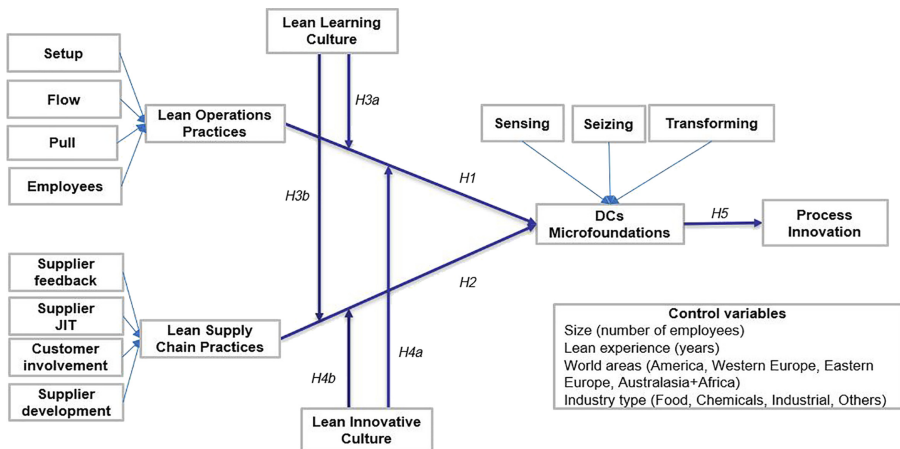 Lean Learning
Culture
Setup
Flow
Pull
Employees
Lean Operations
Practices
H3a
H3b
H1
Sensing
Seizing
Transforming
DCs
Microfoundations
H5
Process
Innovation
Supplier
feedback
Supplier
JIT
Customer
involvement
Supplier
development
Lean Supply
Chain Practices
H2
H4a
H4b
Lean Innovative
Culture
Control variables
Size (number of employees)
Lean experience (years)
World areas (America, Western Europe, Eastern
Europe, Australasia+Africa)
Industry type (Food, Chemicals, Industrial, Others)